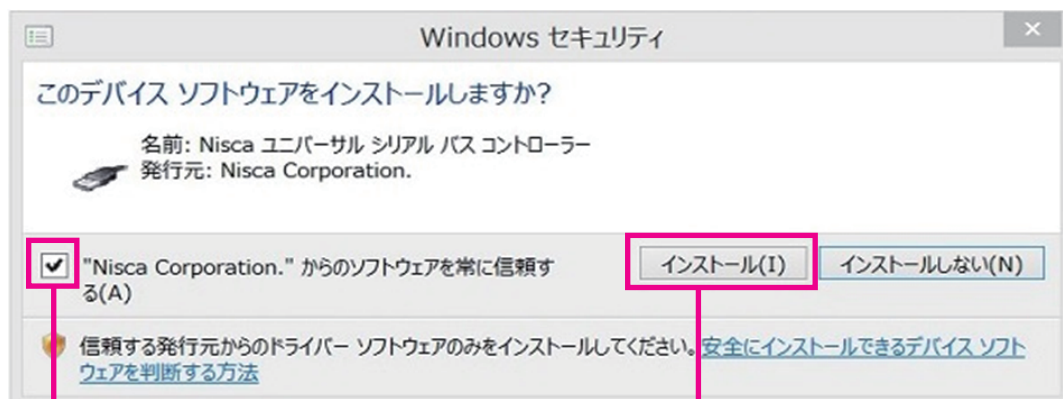 Windows セキュリティ
このデバイス ソフトウェアをインストールしますか?
名前: Nisca ユニバーサル シリアル バス コントローラー
発行元: Nisca Corporation.
"Nisca Corporation." からのソフトウェアを常に信頼す
る(A)
インストール(I)
インストールしない(N)
信頼する発行元からのドライバー ソフトウェアのみをインストールしてください。安全にインストールできるデバイス ソフト
ウェアを判断する方法